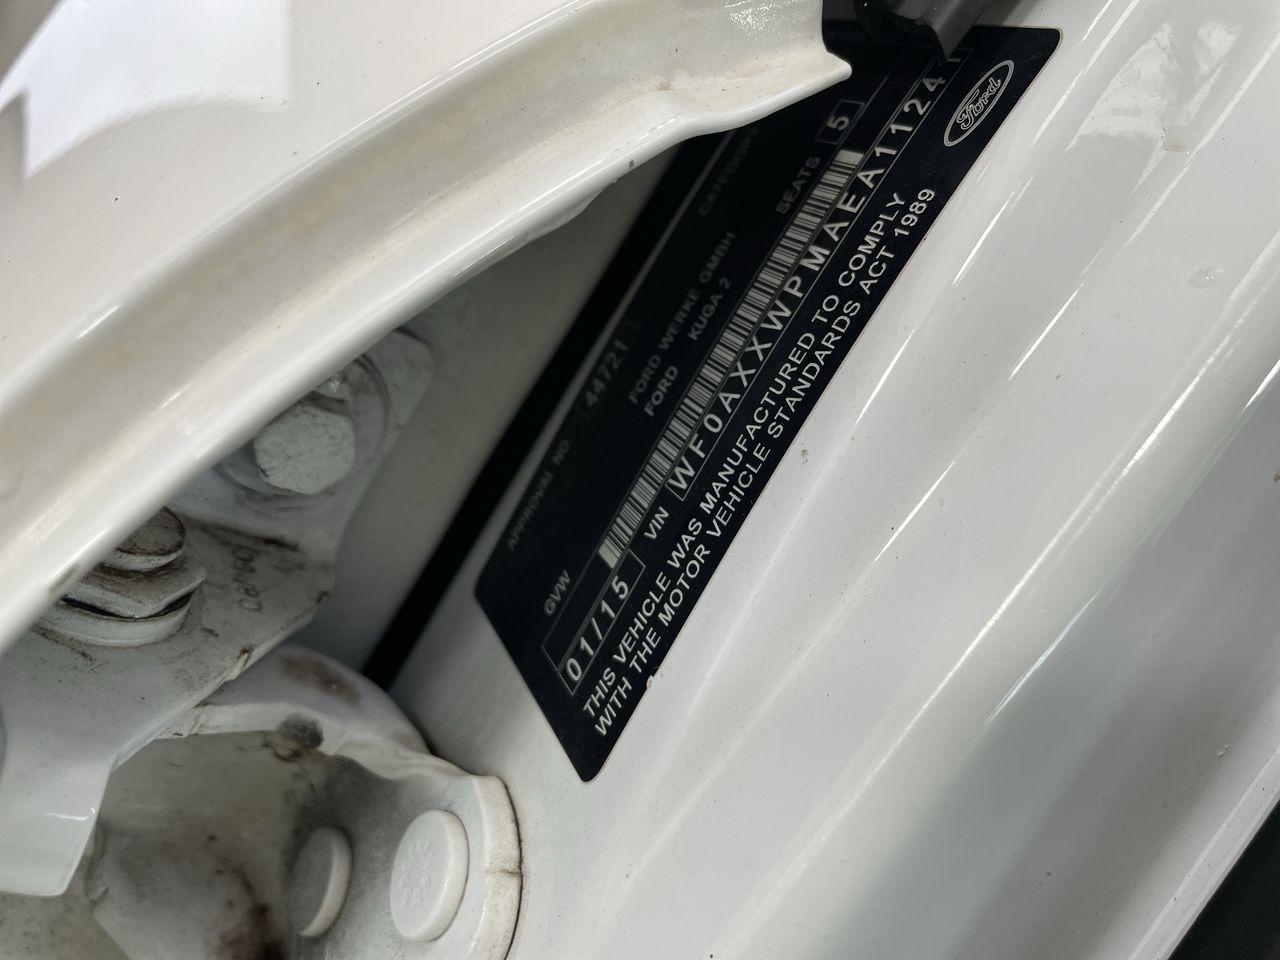 APPROVAL NO. 44721
CATEGORY
FORD WERKE GMBH
FORD KUGA 2
GVW
SEATS 5
01/15 VIN WF0AXXWPMAEA1124
THIS VEHICLE WAS MANUFACTURED TO COMPLY
WITH THE MOTOR VEHICLE STANDARDS ACT 1989
Ford